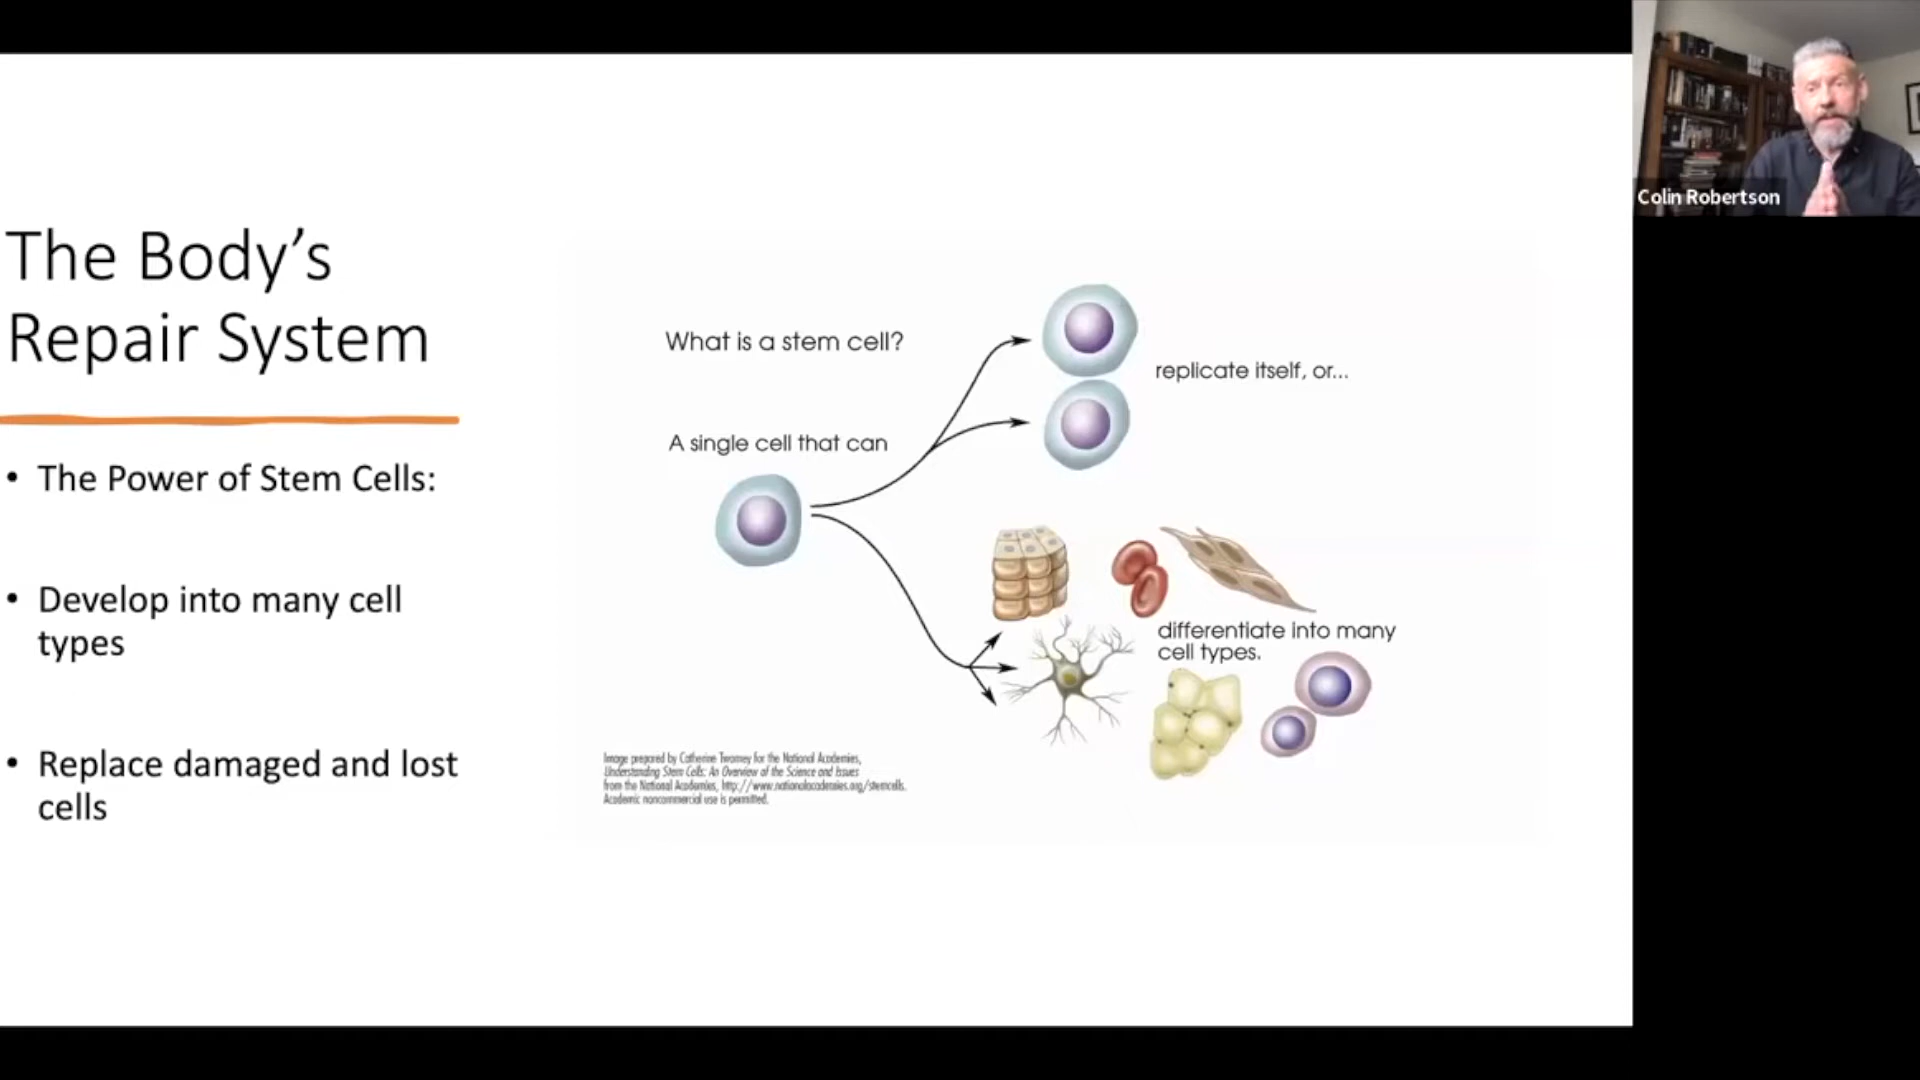 The Body’s
Repair System
• The Power of Stem Cells:
• Develop into many cell
types
• Replace damaged and lost
cells
What is a stem cell?
A single cell that can
replicate itself, or...
differentiate into many
cell types.
Image prepared by Catherine Twomey for the National Academies,
Understanding Stem Cells: An Overview of the Science and Issues
from the National Academies, http://www.nationalacademies.org/stemcells.
Academic noncommercial use is permitted.
Colin Robertson